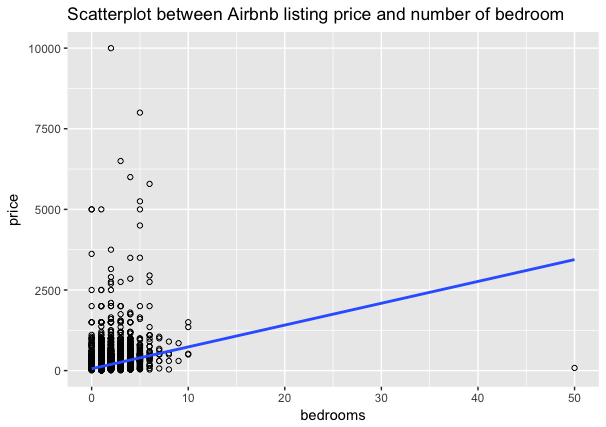 Scatterplot between Airbnb listing price and number of bedroom
10000
7500
5000
2500
0
price
0 10 20 30 40 50
bedrooms